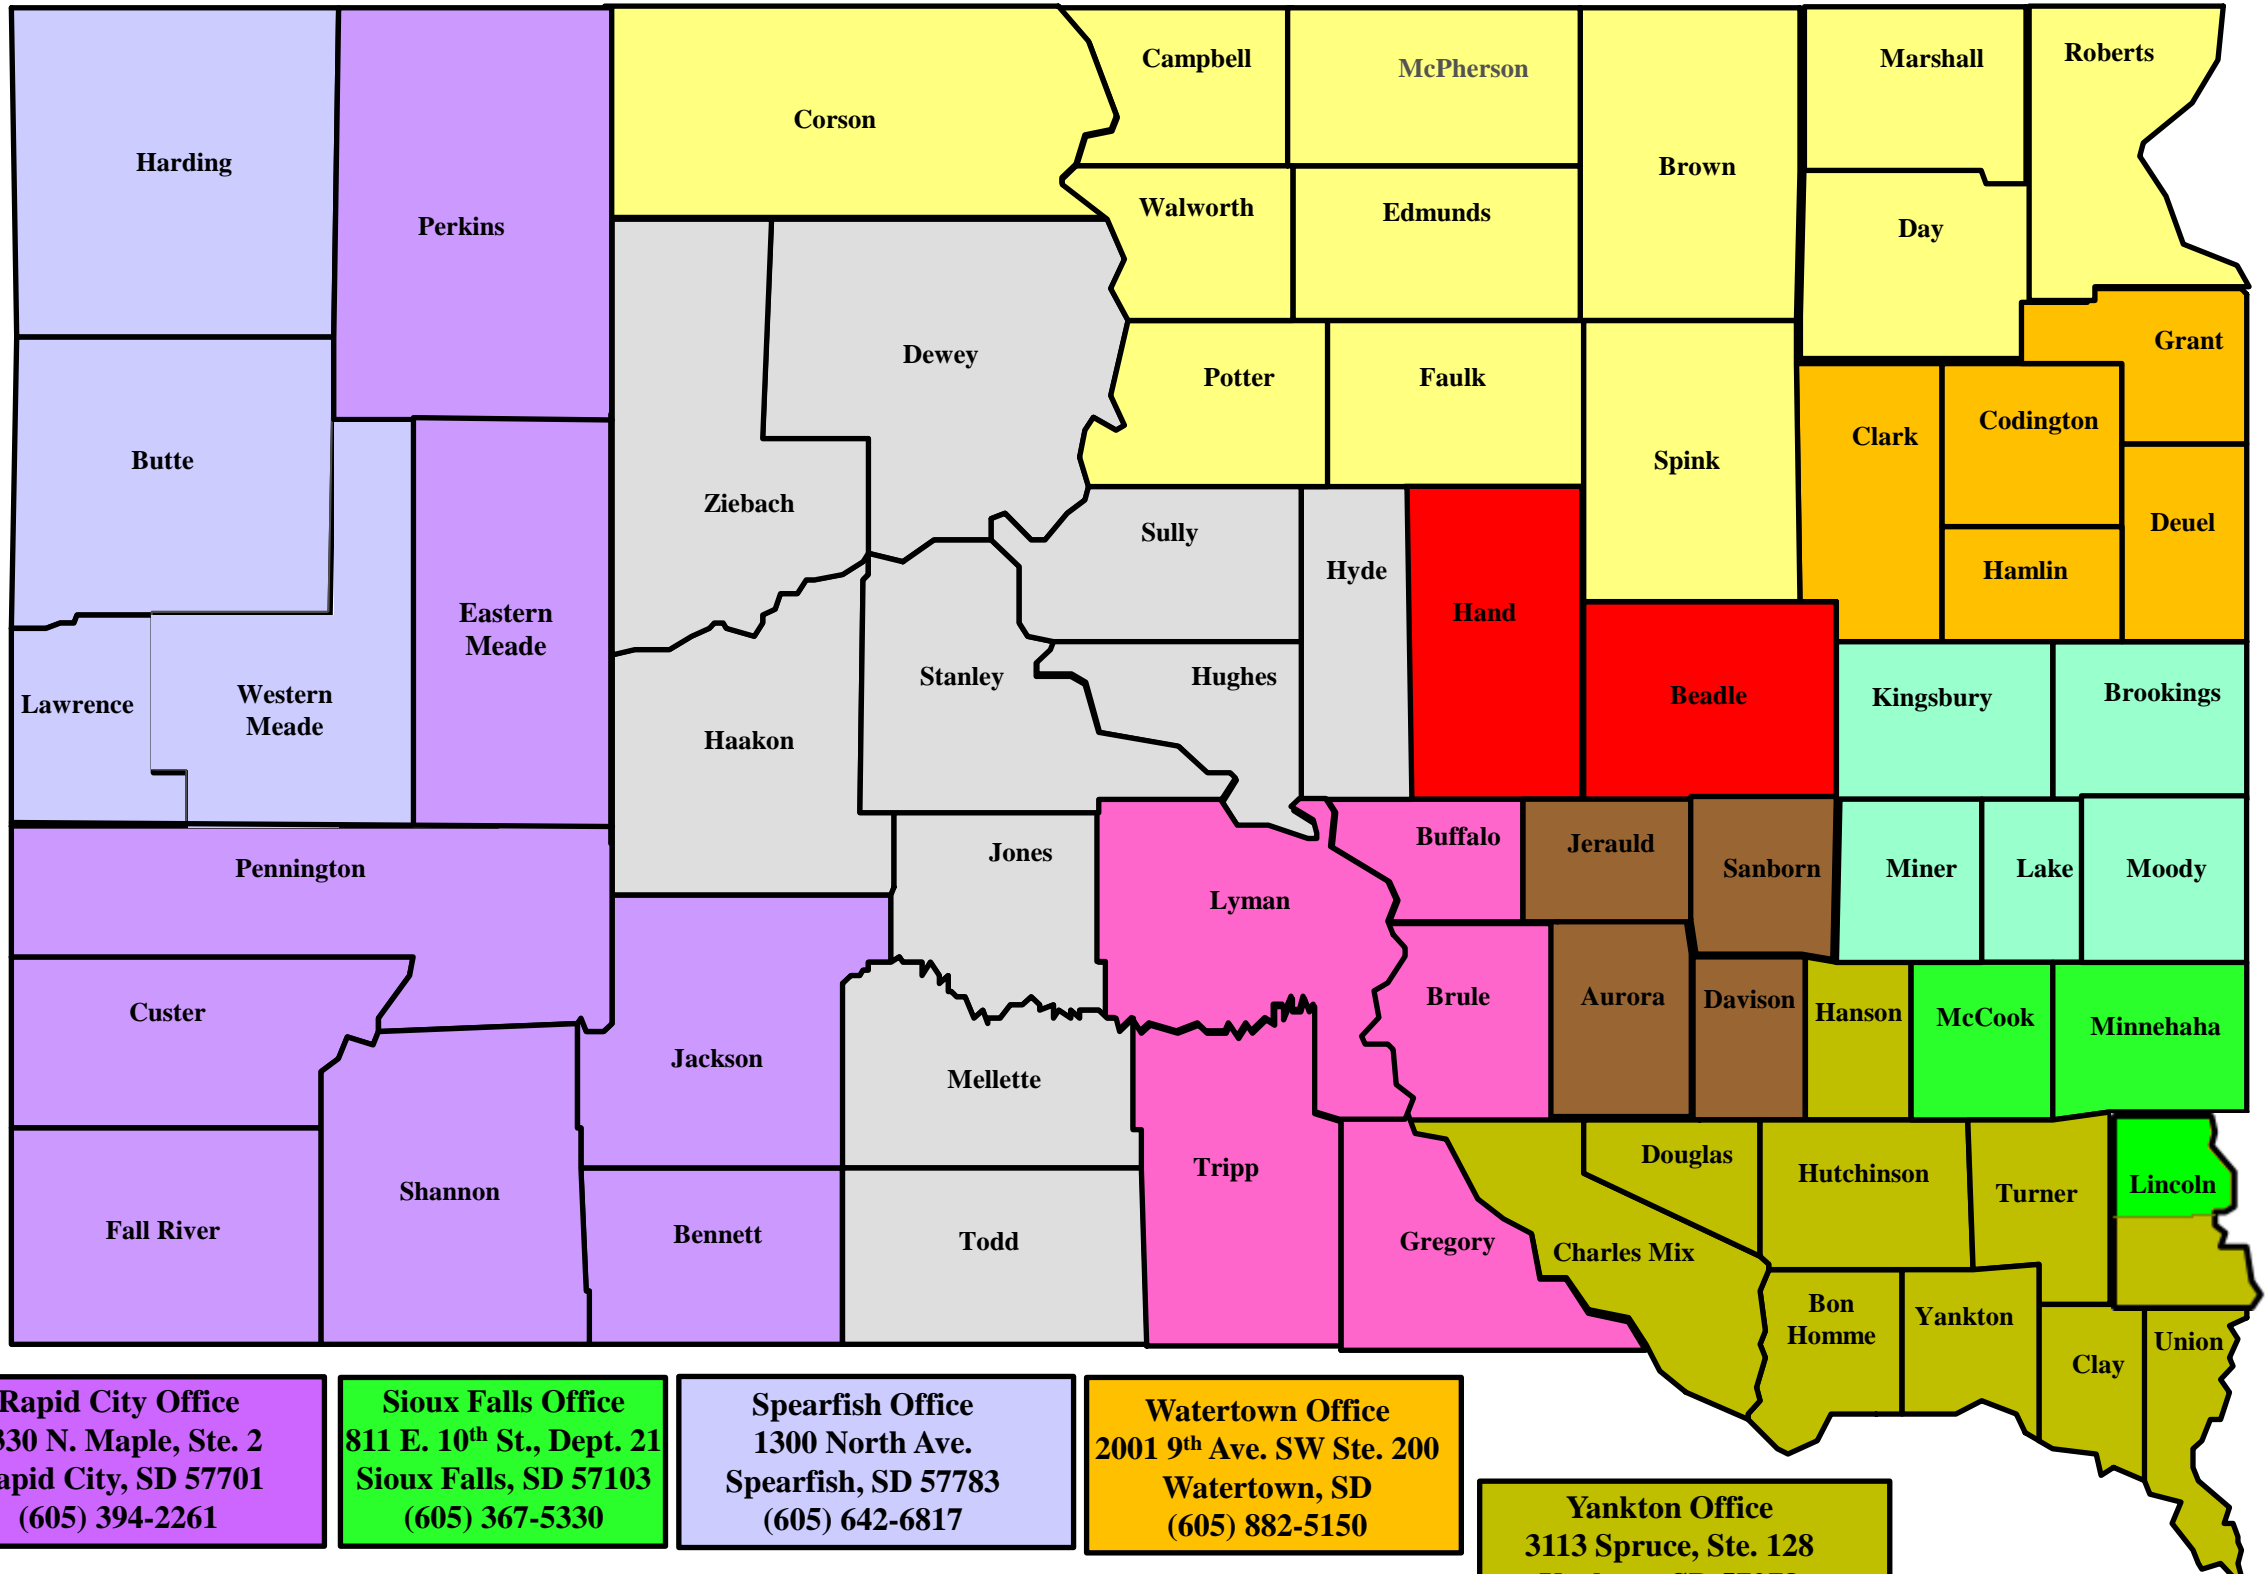 Campbell
McPherson
Marshall
Roberts
Corson
Harding
Brown
Perkins
Walworth
Edmunds
Day
Dewey
Grant
Potter
Faulk
Codington
Clark
Butte
Spink
Ziebach
Sully
Deuel
Hyde
Hamlin
Eastern
Meade
Hand
Stanley
Hughes
Lawrence
Western
Meade
Beadle
Kingsbury
Brookings
Haakon
Pennington
Jones
Buffalo
Jerauld
Sanborn
Miner
Lake
Moody
Lyman
Custer
Brule
Aurora
Davison
Hanson
McCook
Minnehaha
Jackson
Mellette
Shannon
Tripp
Douglas
Hutchinson
Turner
Lincoln
Fall River
Bennett
Todd
Gregory
Charles Mix
Bon
Homme
Yankton
Clay
Union
Rapid City Office
330 N. Maple, Ste. 2
apid City, SD 57701
(605) 394-2261
Sioux Falls Office
811 E. 10th St., Dept. 21
Sioux Falls, SD 57103
(605) 367-5330
Spearfish Office
1300 North Ave.
Spearfish, SD 57783
(605) 642-6817
Watertown Office
2001 9th Ave. SW Ste. 200
Watertown, SD
(605) 882-5150
Yankton Office
3113 Spruce, Ste. 128